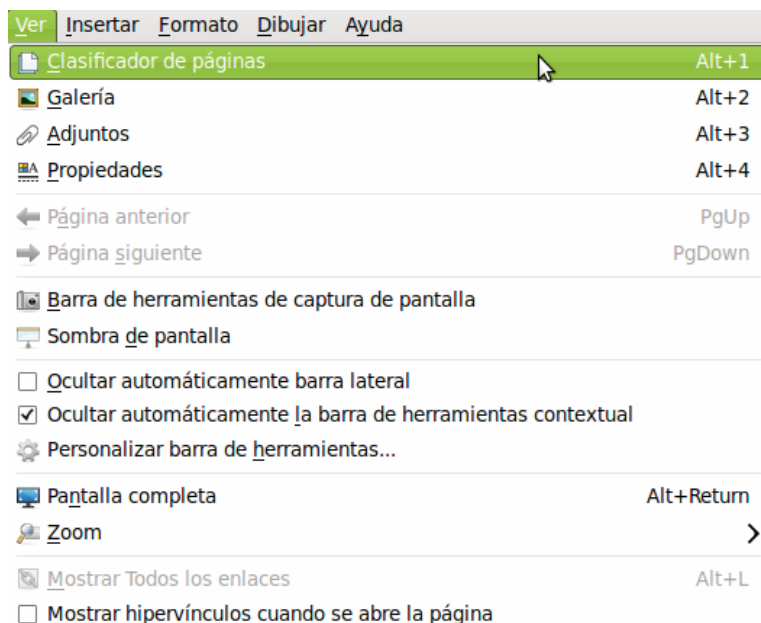 Ver Insertar Formato Dibujar Ayuda
Clasificador de páginas Alt+1
Galería Alt+2
Adjuntos Alt+3
Propiedades Alt+4
Página anterior PgUp
Página siguiente PgDown
Barra de herramientas de captura de pantalla
Sombra de pantalla
Ocultar automáticamente barra lateral
Ocultar automáticamente la barra de herramientas contextual
Personalizar barra de herramientas...
Pantalla completa Alt+Return
Zoom
Mostrar Todos los enlaces Alt+L
Mostrar hipervínculos cuando se abre la página